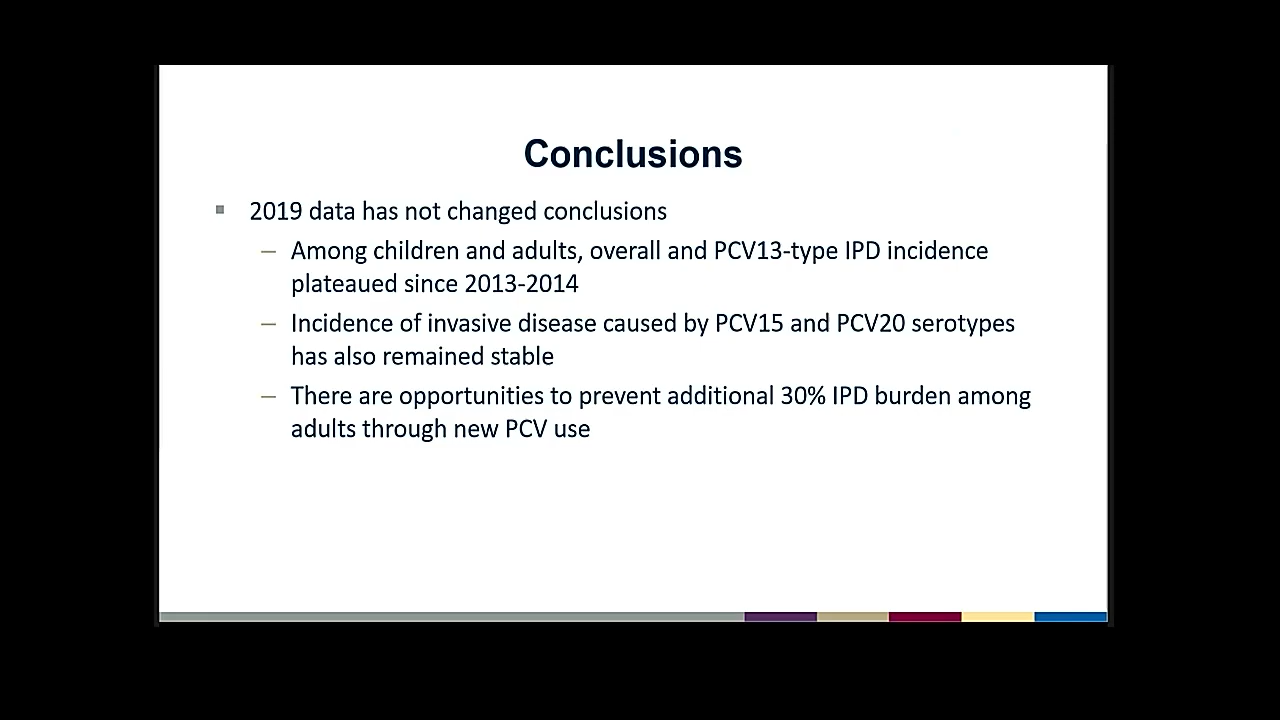 Conclusions
2019 data has not changed conclusions
– Among children and adults, overall and PCV13-type IPD incidence
plateaued since 2013-2014
– Incidence of invasive disease caused by PCV15 and PCV20 serotypes
has also remained stable
– There are opportunities to prevent additional 30% IPD burden among
adults through new PCV use